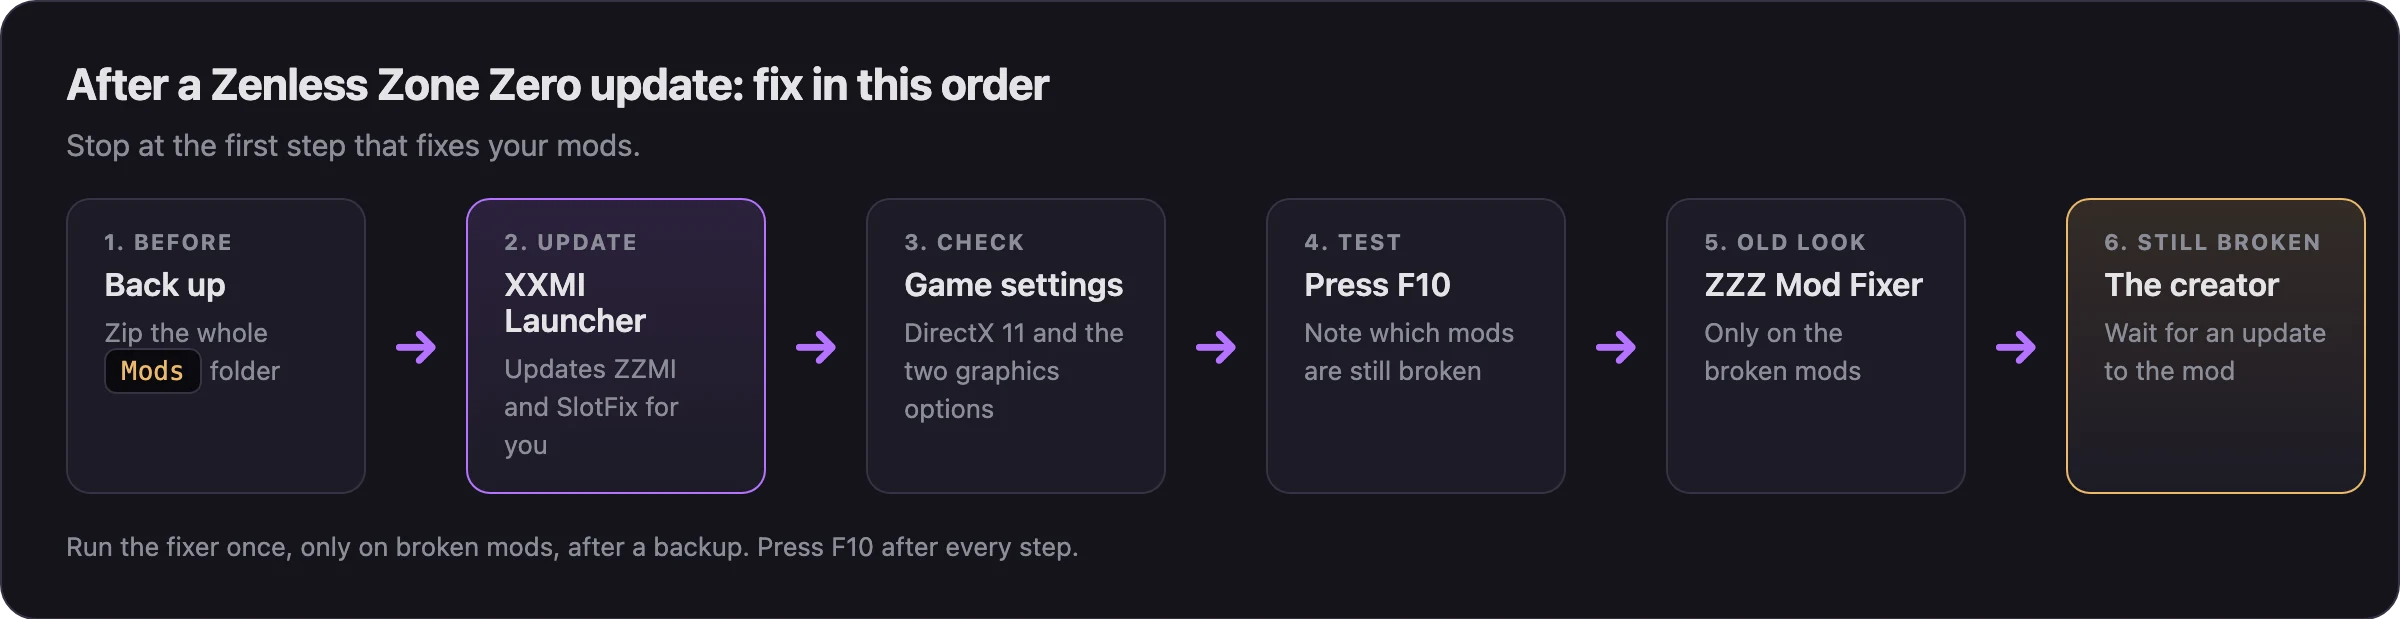 After a Zenless Zone Zero update: fix in this order
Stop at the first step that fixes your mods.
1. BEFORE
Back up
Zip the whole
Mods folder
2. UPDATE
XXMI
Launcher
Updates ZZMI
and SlotFix for
you
3. CHECK
Game settings
DirectX 11 and the
two graphics
options
4. TEST
Press F10
Note which mods
are still broken
5. OLD LOOK
ZZZ Mod Fixer
Only on the
broken mods
6. STILL BROKEN
The creator
Wait for an update
to the mod
Run the fixer once, only on broken mods, after a backup. Press F10 after every step.